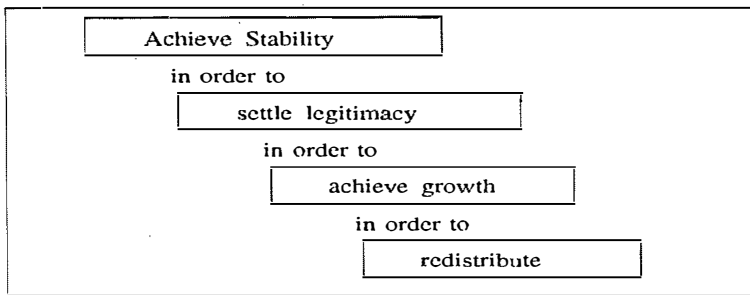 Achieve Stability
in order to
settle legitimacy
in order to
achieve growth
in order to
redistribute